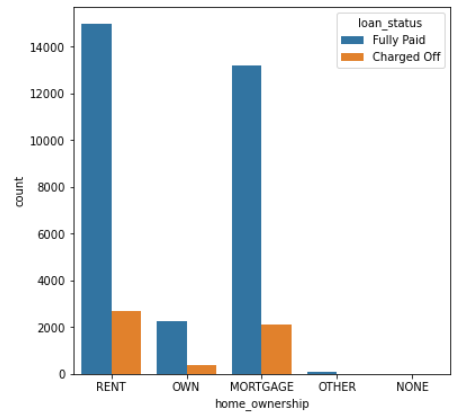 loan_status
Fully Paid
Charged Off
14000
12000
10000
8000
6000
4000
2000
0
count
RENT OWN MORTGAGE OTHER NONE
home_ownership